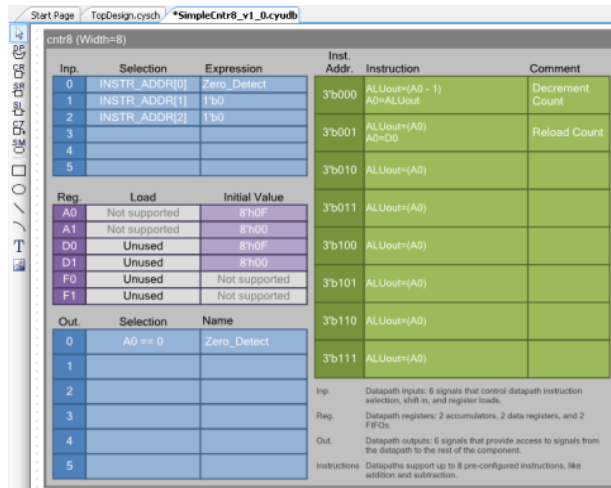 Start Page TopDesign.cysch *SimpleCntr8_v1_0.cyudb
cntr8 (Width=8)
Inp. Selection Expression
0 INSTR_ADDR[0] Zero_Detect
1 INSTR_ADDR[1] 1'b0
2 INSTR_ADDR[2] 1'b0
3
4
5
Reg. Load Initial Value
A0 Not supported 8'h0F
A1 Not supported 8'h00
D0 Unused 8'h0F
D1 Unused 8'h00
F0 Unused Not supported
F1 Unused Not supported
Out. Selection Name
0 A0 == 0 Zero_Detect
1
2
3
4
5
Inst.
Addr. Instruction Comment
3'b000 ALUout=(A0 - 1) Decrement
A0=ALUout Count
3'b001 ALUout=(A0) Reload Count
A0=D0
3'b010 ALUout=(A0)
3'b011 ALUout=(A0)
3'b100 ALUout=(A0)
3'b101 ALUout=(A0)
3'b110 ALUout=(A0)
3'b111 ALUout=(A0)
Inp. Datapath inputs: 6 signals that control datapath instruction
selection, shift in, and register loads.
Reg. Datapath registers: 2 accumulators, 2 data registers, and 2
FIFOs.
Out. Datapath outputs: 6 signals that provide access to signals from
the datapath to the rest of the component.
Instructions Datapaths support up to 8 pre-configured instructions, like
addition and subtraction.
DP
CR
SR
SI
C7
SM
T